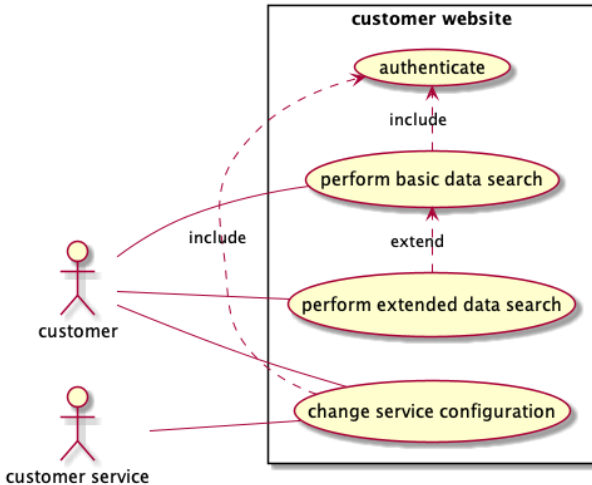 customer website
authenticate
include
perform basic data search
include
extend
perform extended data search
customer
change service configuration
customer service